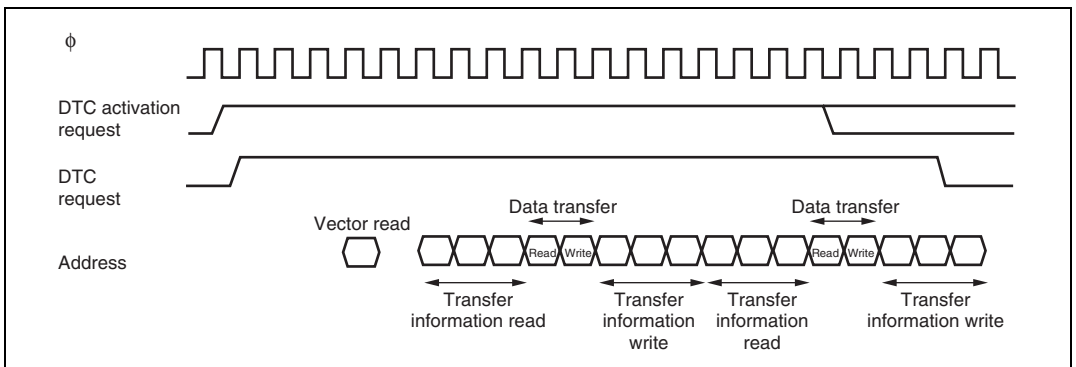 ϕ
DTC activation
request
DTC
request
Data transfer
Data transfer
Vector read
Address
Read
Write
Read
Write
Transfer
information read
Transfer
information
write
Transfer
information
read
Transfer
information write